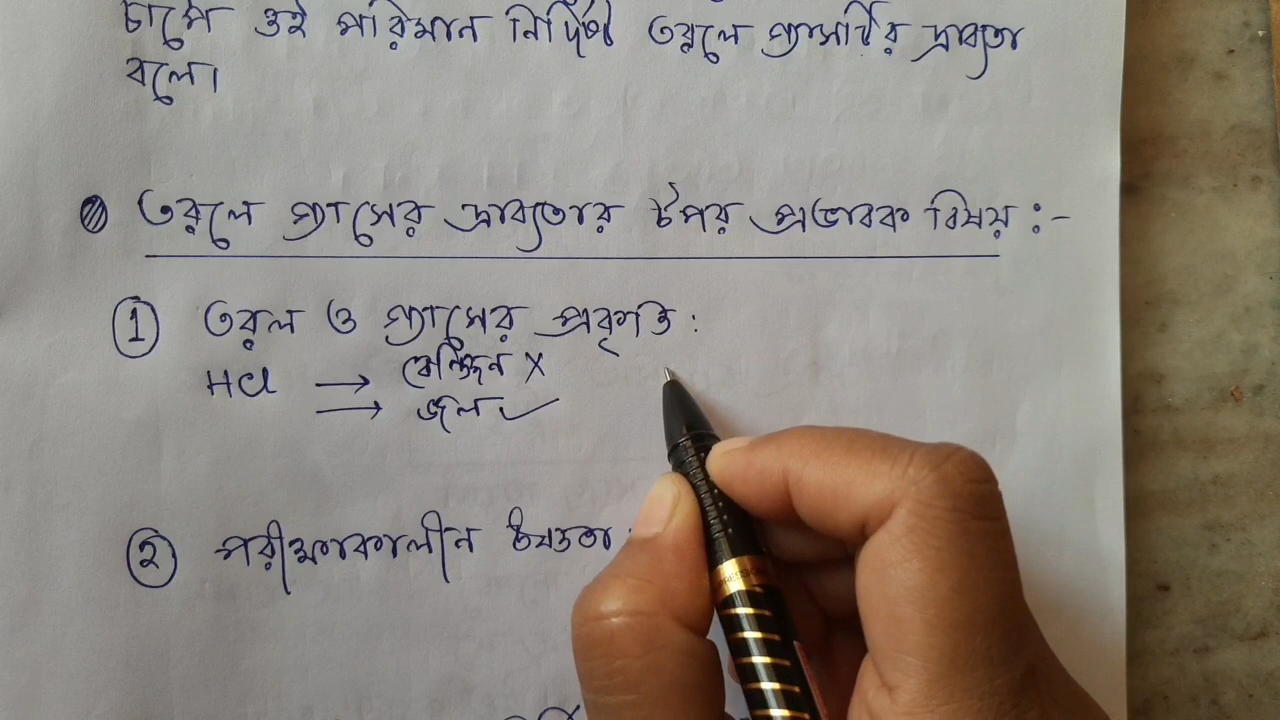 চাপে ওই পরিমান নির্দিষ্ট তরলে গ্যাসটির দ্রাব্যতা
বলে।
তরলে গ্যাসের দ্রাব্যতার উপর প্রভাবক বিষয় :-
① তরল ও গ্যাসের প্রকৃতি :
HCl → বেঞ্জিন ×
→ জল ✓
② পরীক্ষাকালীন উষ্ণতা :